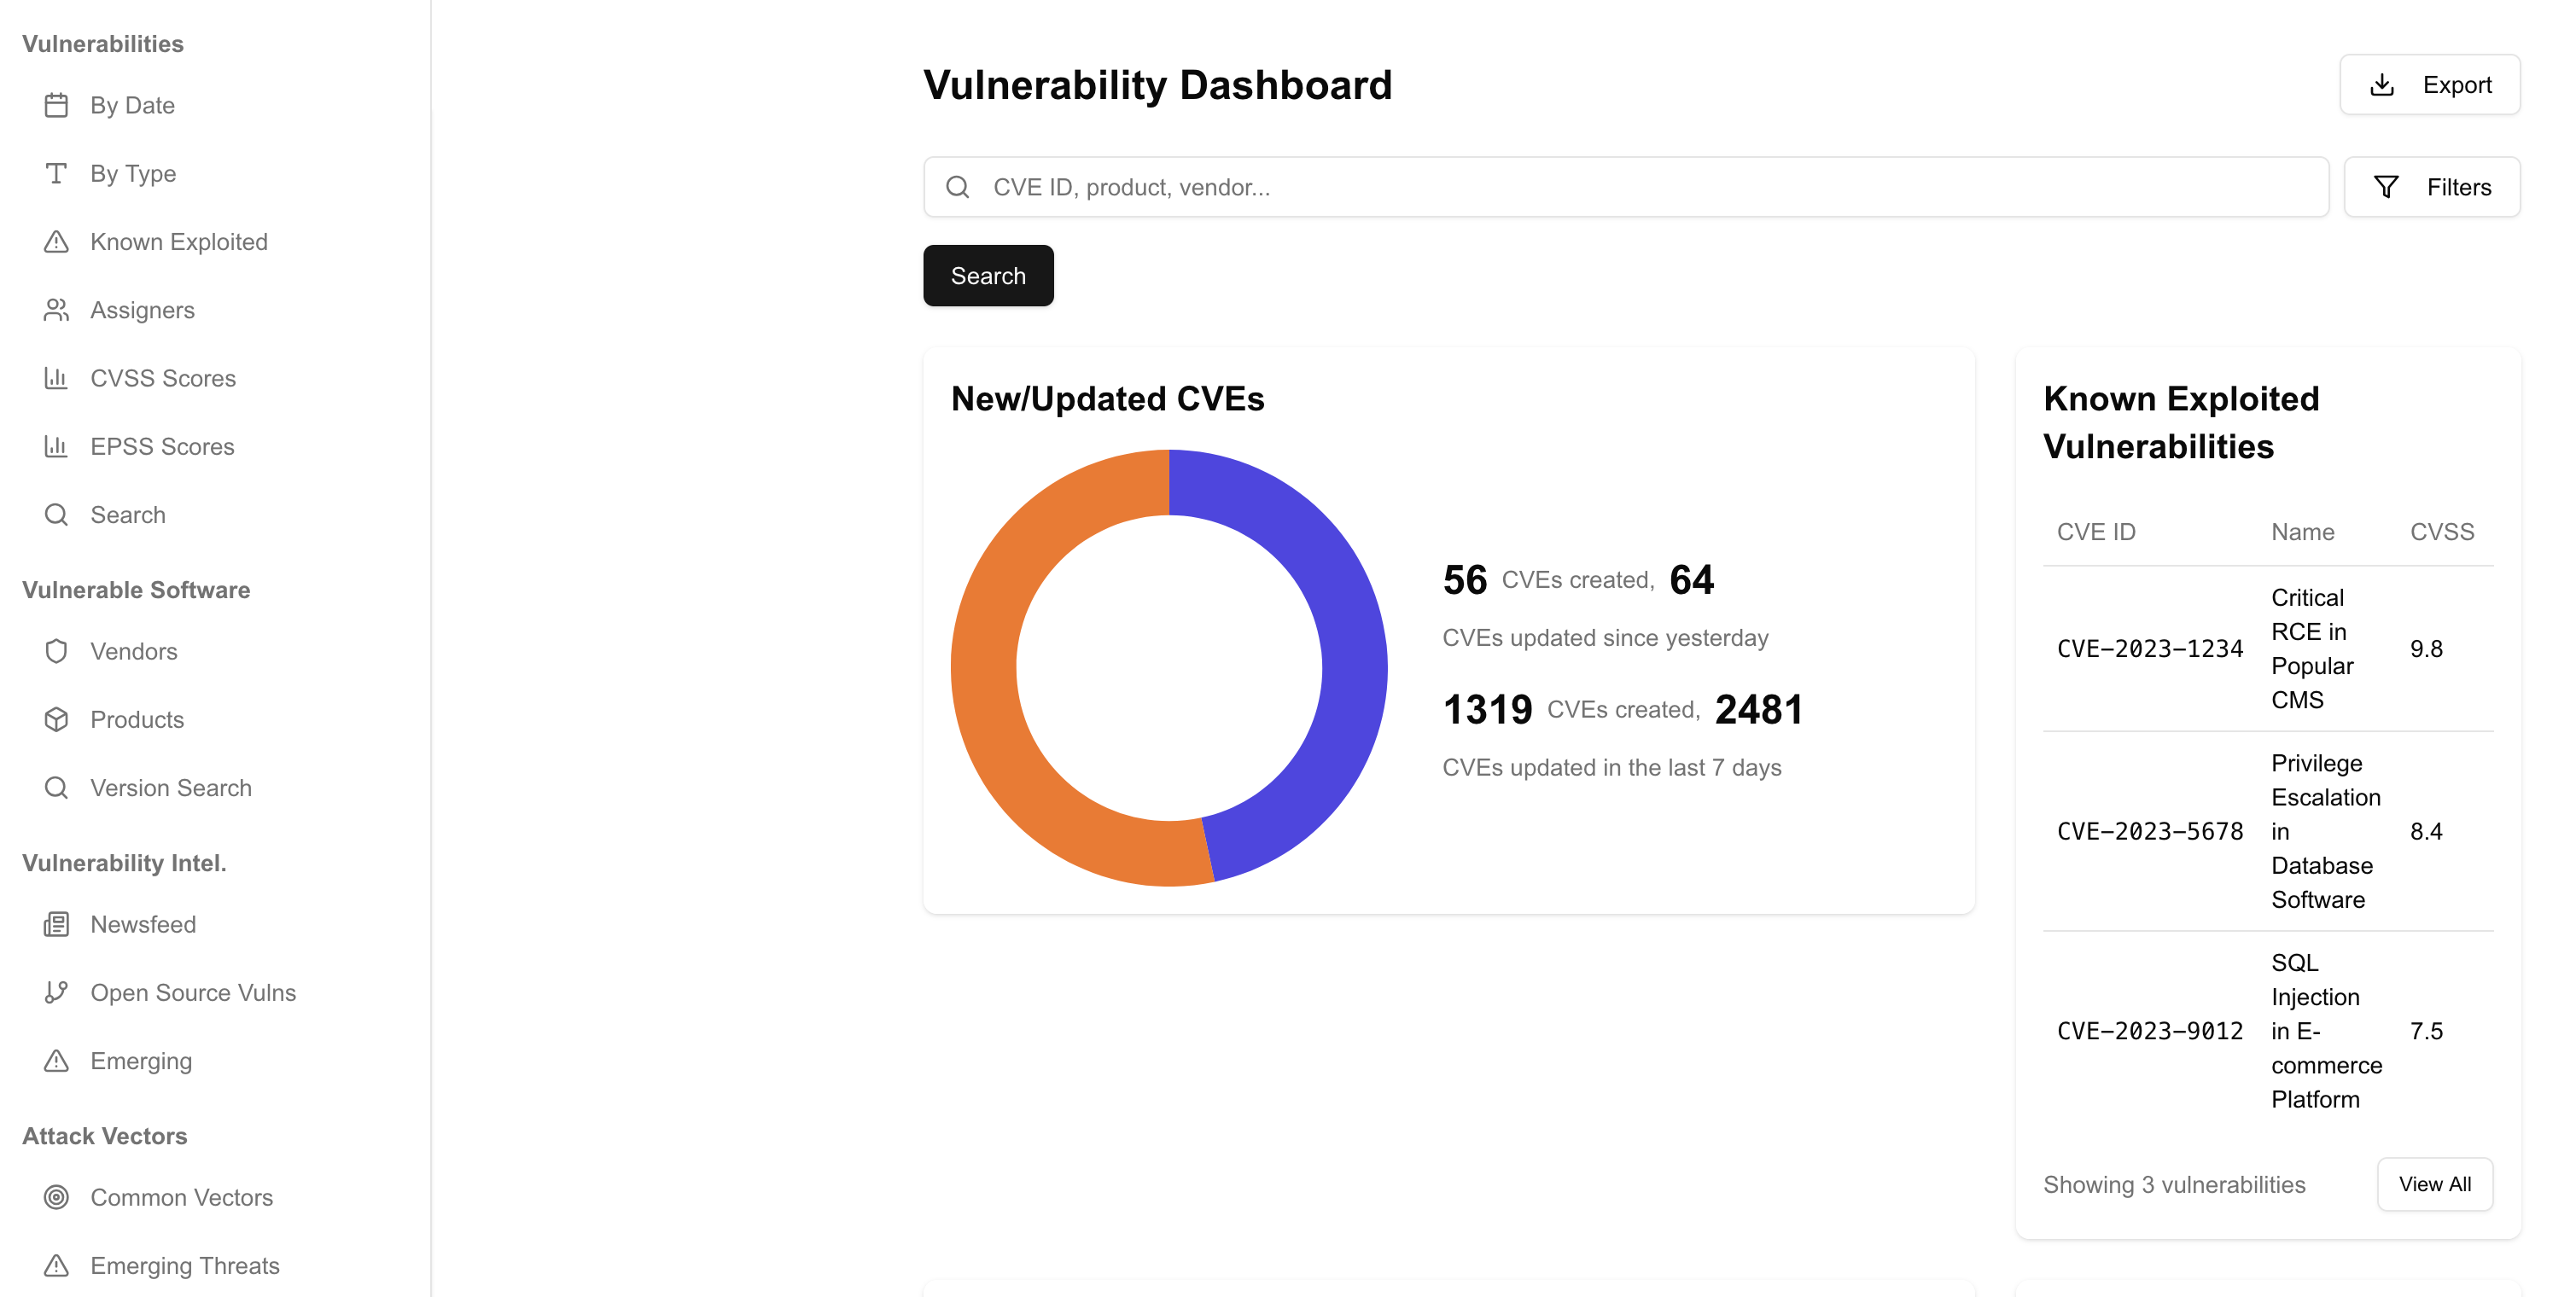 Vulnerabilities
By Date
By Type
Known Exploited
Assigners
CVSS Scores
EPSS Scores
Search
Vulnerable Software
Vendors
Products
Version Search
Vulnerability Intel.
Newsfeed
Open Source Vulns
Emerging
Attack Vectors
Common Vectors
Emerging Threats
Vulnerability Dashboard
Export
CVE ID, product, vendor...
Filters
Search
New/Updated CVEs
56 CVEs created, 64
CVEs updated since yesterday
1319 CVEs created, 2481
CVEs updated in the last 7 days
Known Exploited
Vulnerabilities
CVE ID Name CVSS
Critical
RCE in
Popular
CMS
CVE-2023-1234
9.8
Privilege
Escalation
in
Database
Software
CVE-2023-5678
8.4
SQL
Injection
in E-
commerce
Platform
CVE-2023-9012
7.5
Showing 3 vulnerabilities
View All